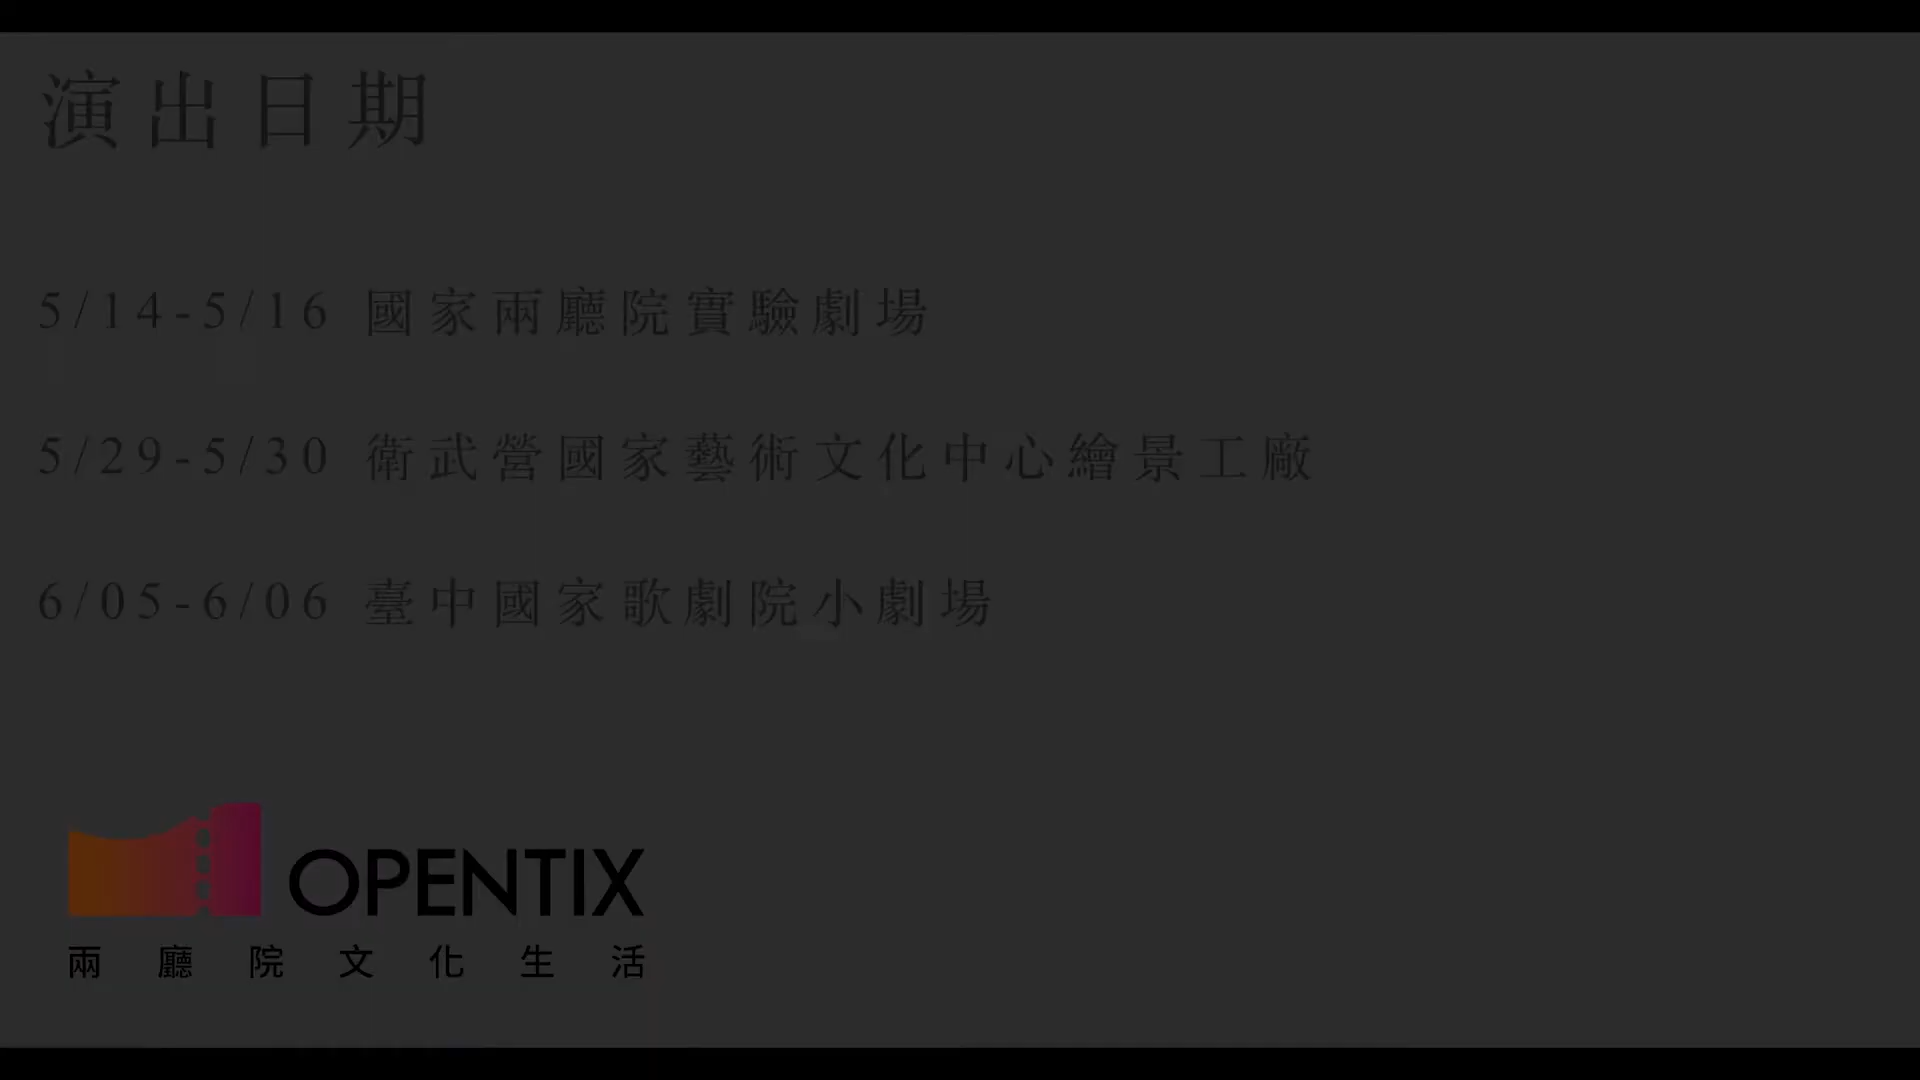 演出日期
5/14-5/16 國家兩廳院實驗劇場
5/29-5/30 衛武營國家藝術文化中心繪景工廠
6/05-6/06 臺中國家歌劇院小劇場
OPENTIX
兩廳院文化生活